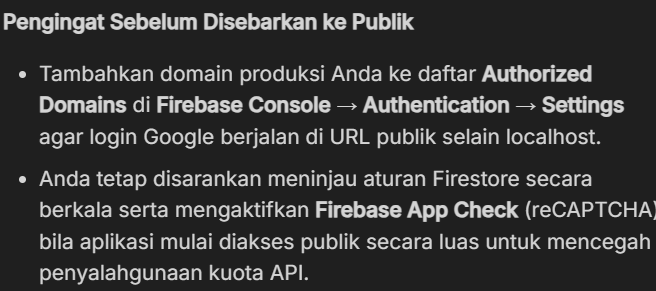 Pengingat Sebelum Disebarkan ke Publik
• Tambahkan domain produksi Anda ke daftar Authorized
Domains di Firebase Console → Authentication → Settings
agar login Google berjalan di URL publik selain localhost.
• Anda tetap disarankan meninjau aturan Firestore secara
berkala serta mengaktifkan Firebase App Check (reCAPTCHA)
bila aplikasi mulai diakses publik secara luas untuk mencegah
penyalahgunaan kuota API.